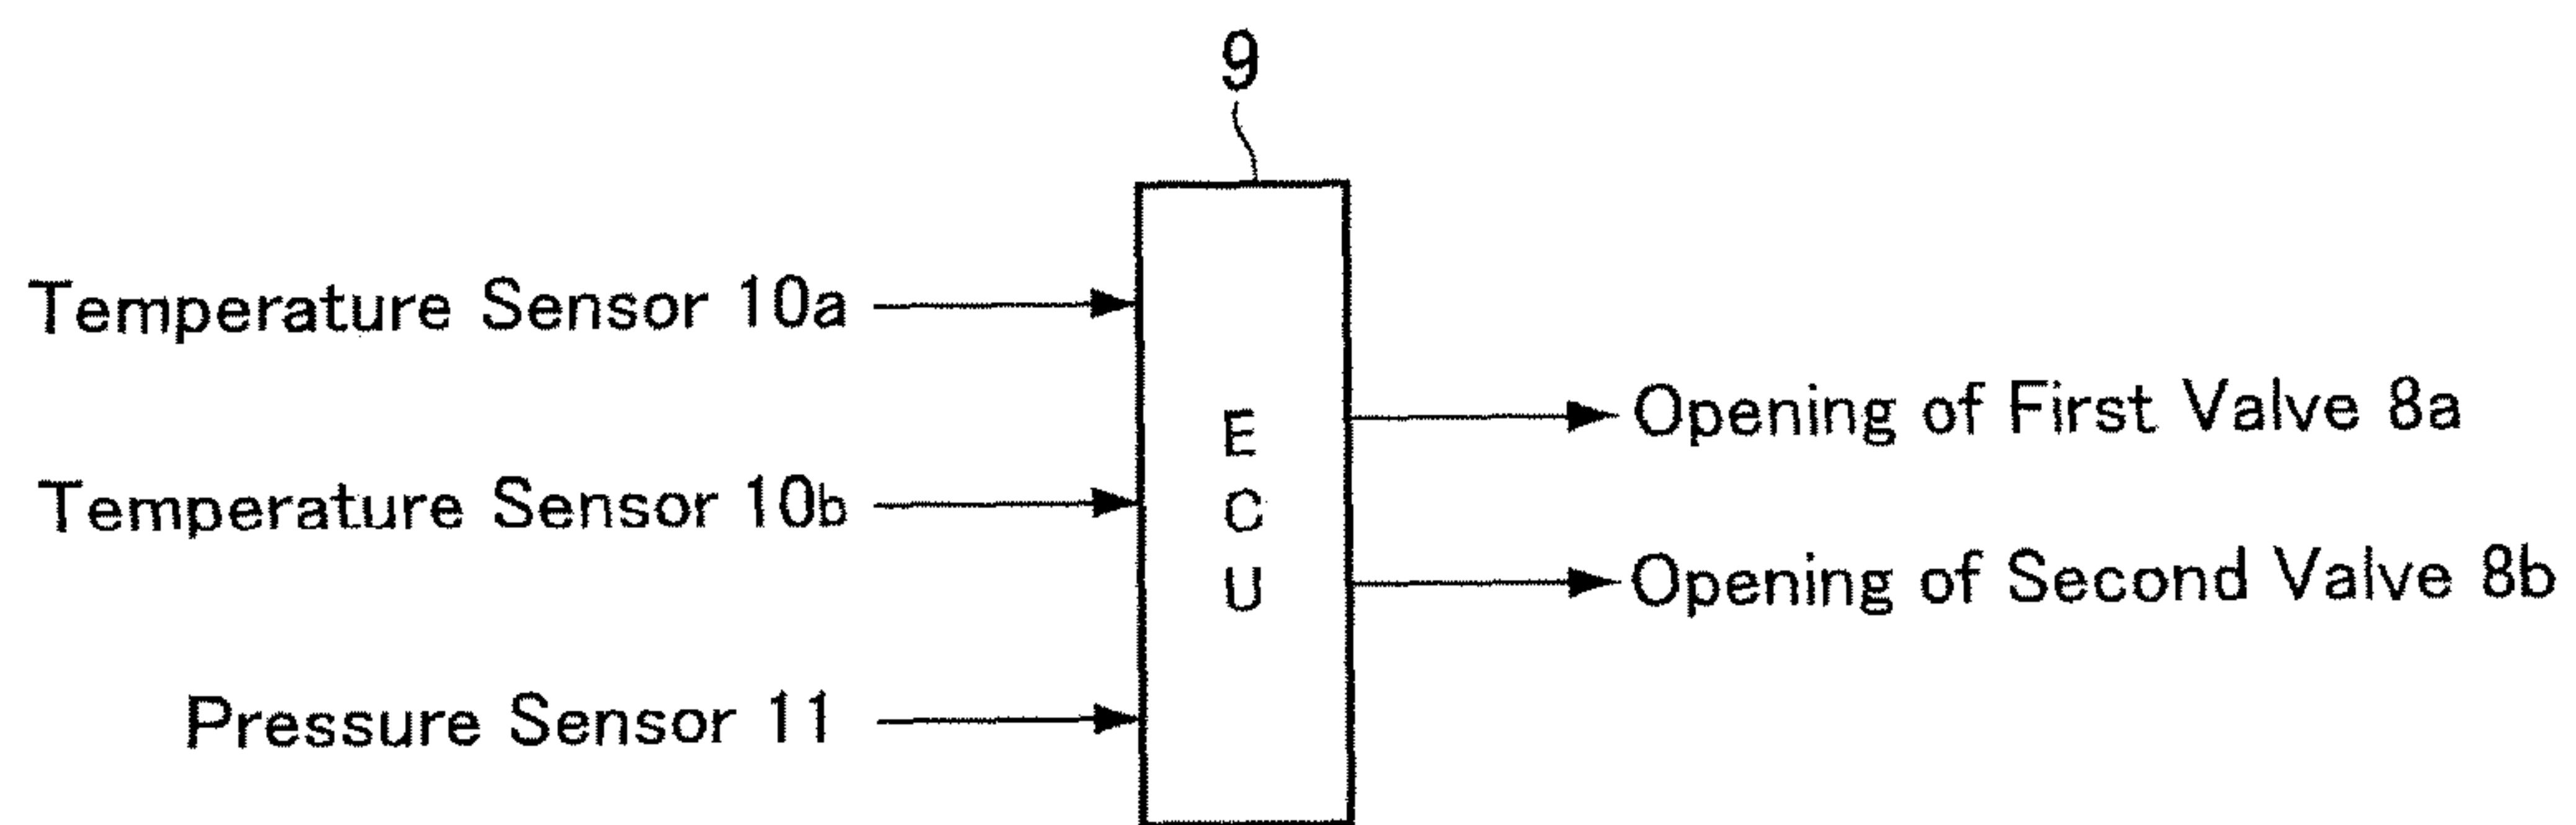 9
Temperature Sensor 10a
Temperature Sensor 10b
Pressure Sensor 11
E
C
U
Opening of First Valve 8a
Opening of Second Valve 8b